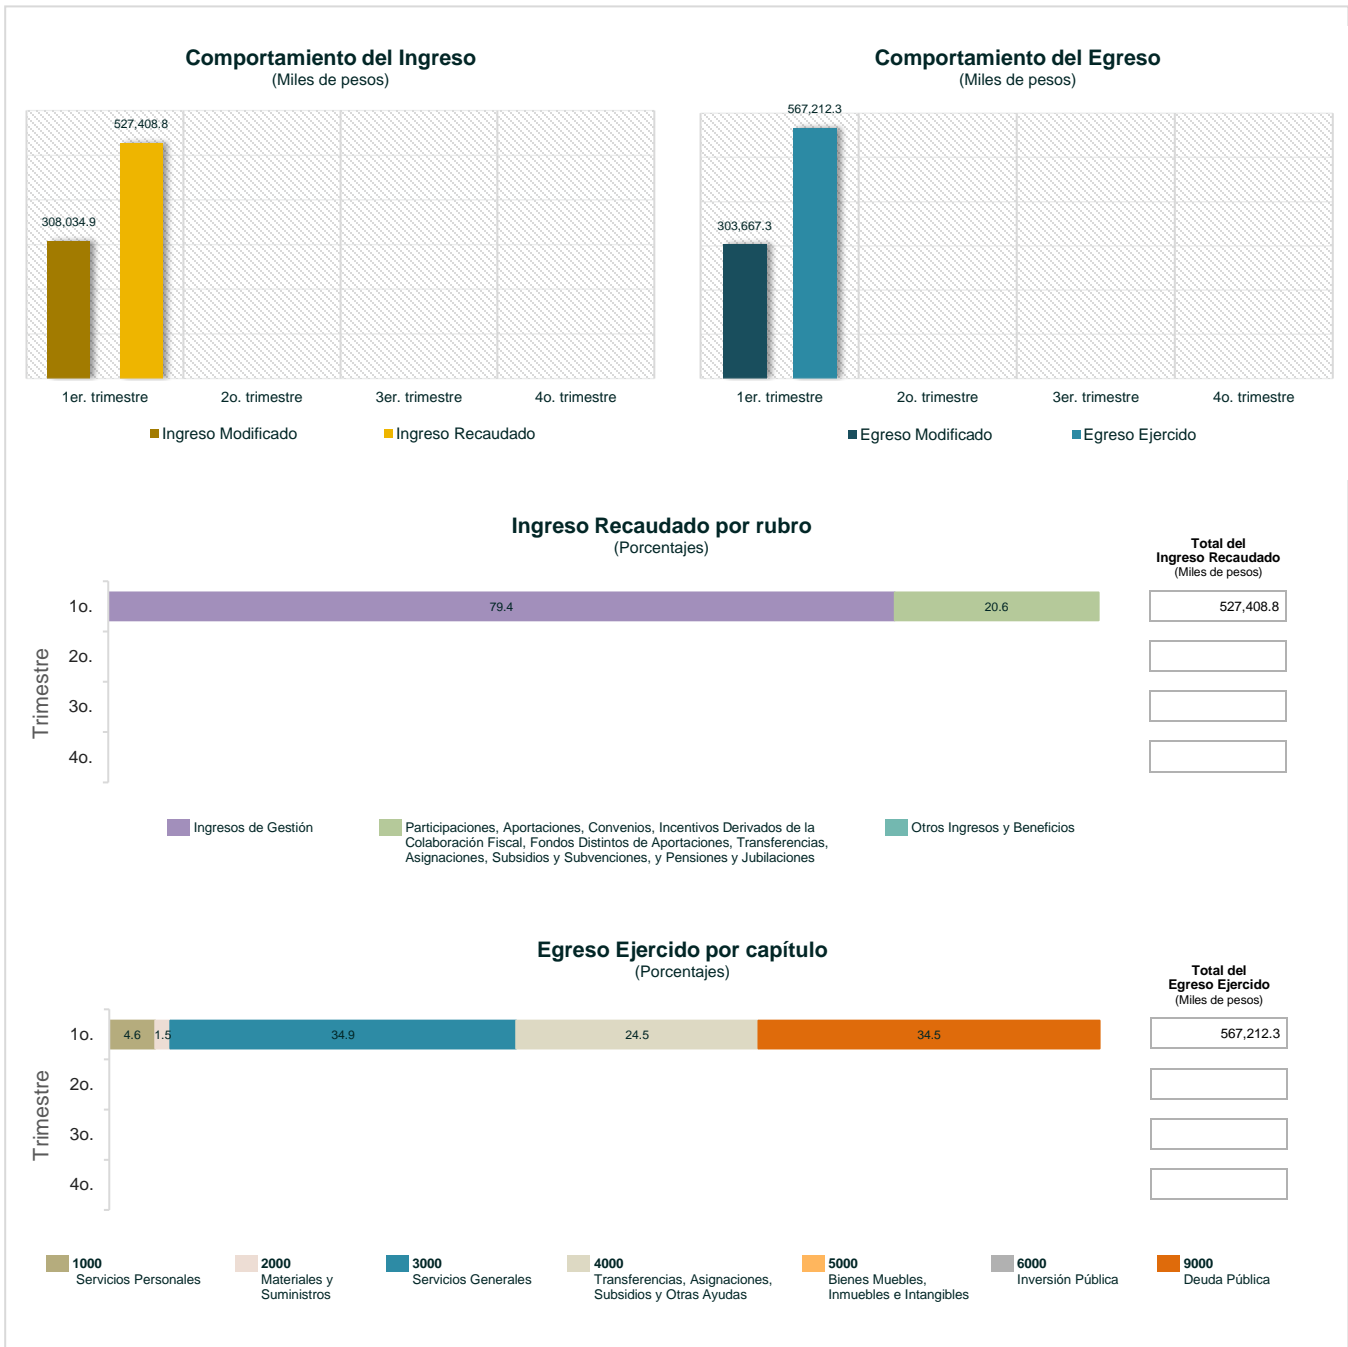 Comportamiento del Ingreso
(Miles de pesos)
527,408.8
308,034.9
1er. trimestre 2o. trimestre 3er. trimestre 4o. trimestre
Ingreso Modificado Ingreso Recaudado
Comportamiento del Egreso
(Miles de pesos)
567,212.3
303,667.3
1er. trimestre 2o. trimestre 3er. trimestre 4o. trimestre
Egreso Modificado Egreso Ejercido
Ingreso Recaudado por rubro
(Porcentajes)
Total del
Ingreso Recaudado
(Miles de pesos)
Trimestre
1o. 79.4 20.6 527,408.8
2o.
3o.
4o.
Ingresos de Gestión
Participaciones, Aportaciones, Convenios, Incentivos Derivados de la
Colaboración Fiscal, Fondos Distintos de Aportaciones, Transferencias,
Asignaciones, Subsidios y Subvenciones, y Pensiones y Jubilaciones
Otros Ingresos y Beneficios
Egreso Ejercido por capítulo
(Porcentajes)
Total del
Egreso Ejercido
(Miles de pesos)
Trimestre
1o. 4.6 1.5 34.9 24.5 34.5 567,212.3
2o.
3o.
4o.
1000
Servicios Personales
2000
Materiales y
Suministros
3000
Servicios Generales
4000
Transferencias, Asignaciones,
Subsidios y Otras Ayudas
5000
Bienes Muebles,
Inmuebles e Intangibles
6000
Inversión Pública
9000
Deuda Pública